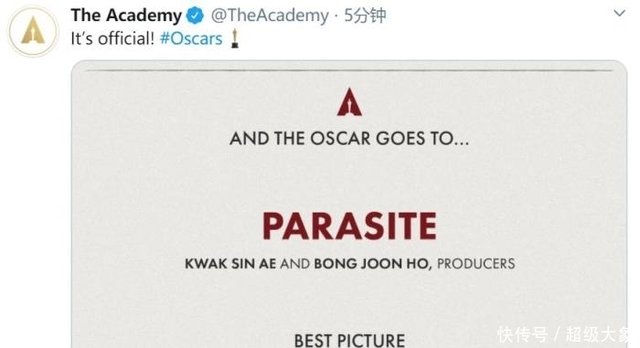 The Academy @TheAcademy · 5分钟
It's official! #Oscars
AND THE OSCAR GOES TO...
PARASITE
KWAK SIN AE AND BONG JOON HO, PRODUCERS
BEST PICTURE
快传号 / 超级大象